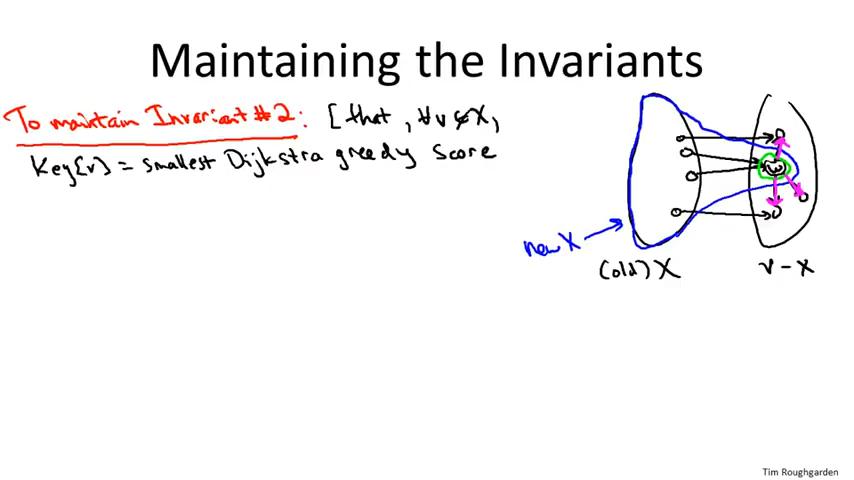 Maintaining the Invariants
To maintain Invariant #2: [that, ∀v∉X,
Key[v] = smallest Dijkstra greedy score
w
new X
(old) X
V - X
Tim Roughgarden